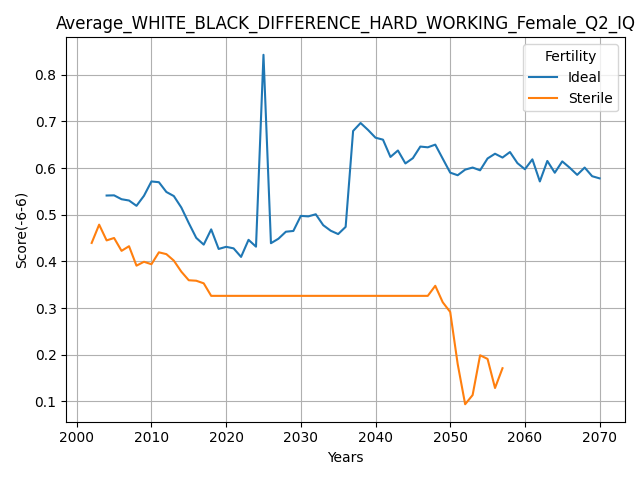 Average_WHITE_BLACK_DIFFERENCE_HARD_WORKING_Female_Q2_IQ
Fertility
Ideal
Sterile
Score(-6-6)
0.8
0.7
0.6
0.5
0.4
0.3
0.2
0.1
2000 2010 2020 2030 2040 2050 2060 2070
Years